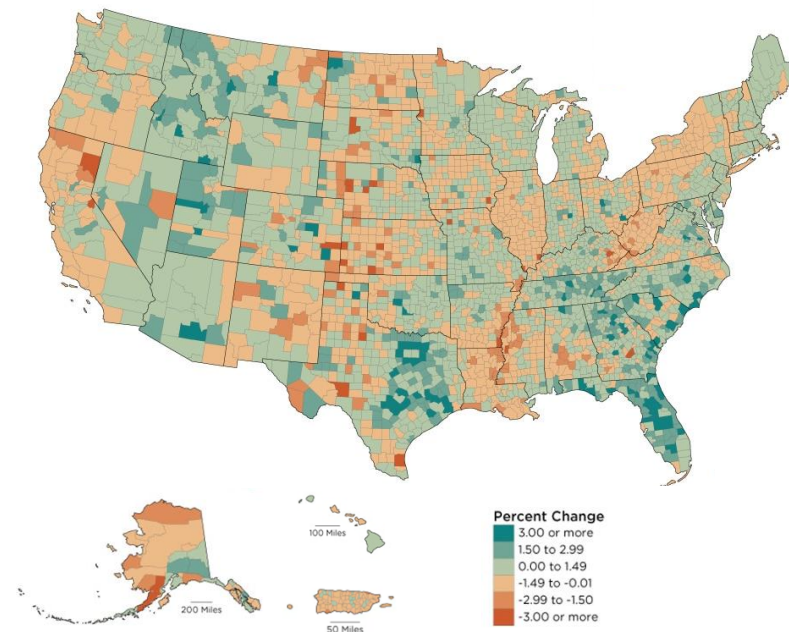 100 Miles
200 Miles
50 Miles
Percent Change
3.00 or more
1.50 to 2.99
0.00 to 1.49
-1.49 to -0.01
-2.99 to -1.50
-3.00 or more